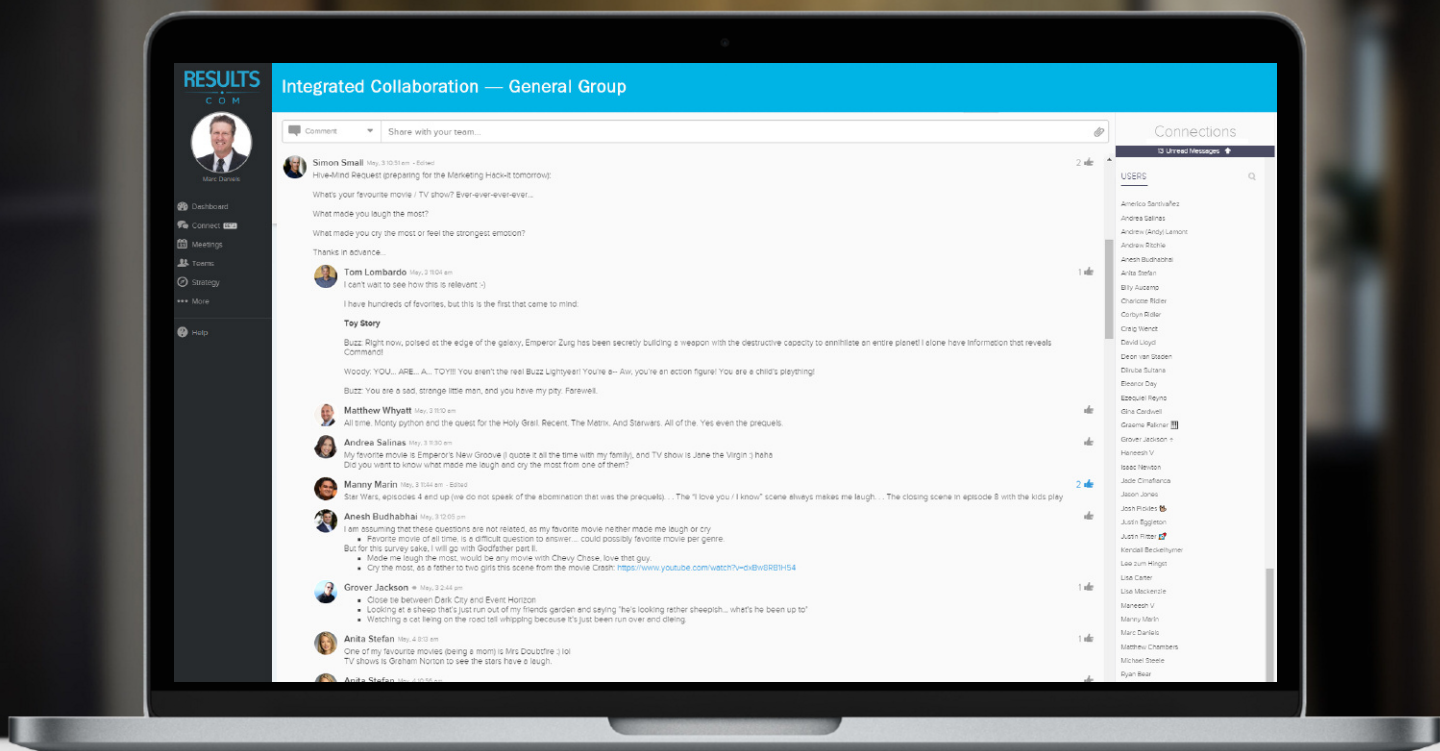 RESULTS
COM
Marc Daniels
Dashboard
Connect BETA
Meetings
Teams
Strategy
More
Help
Integrated Collaboration — General Group
Comment
Share with your team...
Simon Small May, 3 10:51 am - Edited
2
Hive-Mind Request (preparing for the Marketing Hack-it tomorrow):
What's your favourite movie / TV show? Ever-ever-ever-ever...
What made you laugh the most?
What made you cry the most or feel the strongest emotion?
Thanks in advance...
Tom Lombardo May, 3 11:04 am
1
I can't wait to see how this is relevant :-)
I have hundreds of favorites, but this is the first that came to mind.
Toy Story
Buzz: Right now, poised at the edge of the galaxy, Emperor Zurg has been secretly building a weapon with the destructive capacity to annihilate an entire planet! I alone have information that reveals
Command!
Woody: YOU... ARE... A... TOY!!! You aren't the real Buzz Lightyear! You're a-- Aw, you're an action figure! You are a child's plaything!
Buzz: You are a sad, strange little man, and you have my pity. Farewell.
Matthew Whyatt May, 3 11:10 am
All time. Monty python and the quest for the Holy Grail. Recent. The Matrix. And Starwars. All of the. Yes even the prequels.
Andrea Salinas May, 3 11:30 am
My favorite movie is Emperor's New Groove (I quote it all the time with my family), and TV show is Jane the Virgin :) haha
Did you want to know what made me laugh and cry the most from one of them?
Manny Marin May, 3 11:44 am - Edited
2
Star Wars, episodes 4 and up (we do not speak of the abomination that was the prequels). . . The "I love you / I know" scene always makes me laugh. . . The closing scene in episode 8 with the kids play
Anesh Budhabhai May, 3 12:05 pm
I am assuming that these questions are not related, as my favorite movie neither made me laugh or cry
▪ Favorite movie of all time, is a difficult question to answer... could possibly favorite movie per genre.
But for this survey sake, I will go with Godfather part II.
▪ Made me laugh the most, would be any movie with Chevy Chase, love that guy.
▪ Cry the most, as a father to two girls this scene from the movie Crash:
Grover Jackson May, 3 2:44 pm
1
▪ Close tie between Dark City and Event Horizon
▪ Looking at a sheep that's just run out of my friends garden and saying "he's looking rather sheepish... what's he been up to"
▪ Watching a cat lieing on the road tail whipping because it's just been run over and dieing.
Anita Stefan May, 4 8:13 am
1
One of my favourite movies (being a mom) is Mrs Doubtfire :) lol
TV shows is Graham Norton to see the stars have a laugh.
Anita Stefan May, 4
Connections
13 Unread Messages
USERS
Americo Santivañez
Andrea Salinas
Andrew (Andy) Lamont
Andrew Ritchie
Anesh Budhabhai
Anita Stefan
Billy Aucamp
Charlotte Ridler
Corbyn Ridler
Craig Wendt
David Lloyd
Deon van Staden
Dilruba Sultana
Eleanor Day
Ezequiel Reyna
Gina Cardwell
Graeme Falkner
Grover Jackson
Haneesh V
Isaac Newton
Jade Cinafranca
Jason Jones
Josh Pickles
Justin Eggleton
Justin Fitter
Kendall Beckelhymer
Lee zum Hingst
Lisa Carter
Lisa Mackenzie
Maneesh V
Manny Marin
Marc Daniels
Matthew Chambers
Michael Steele
Ryan Bear